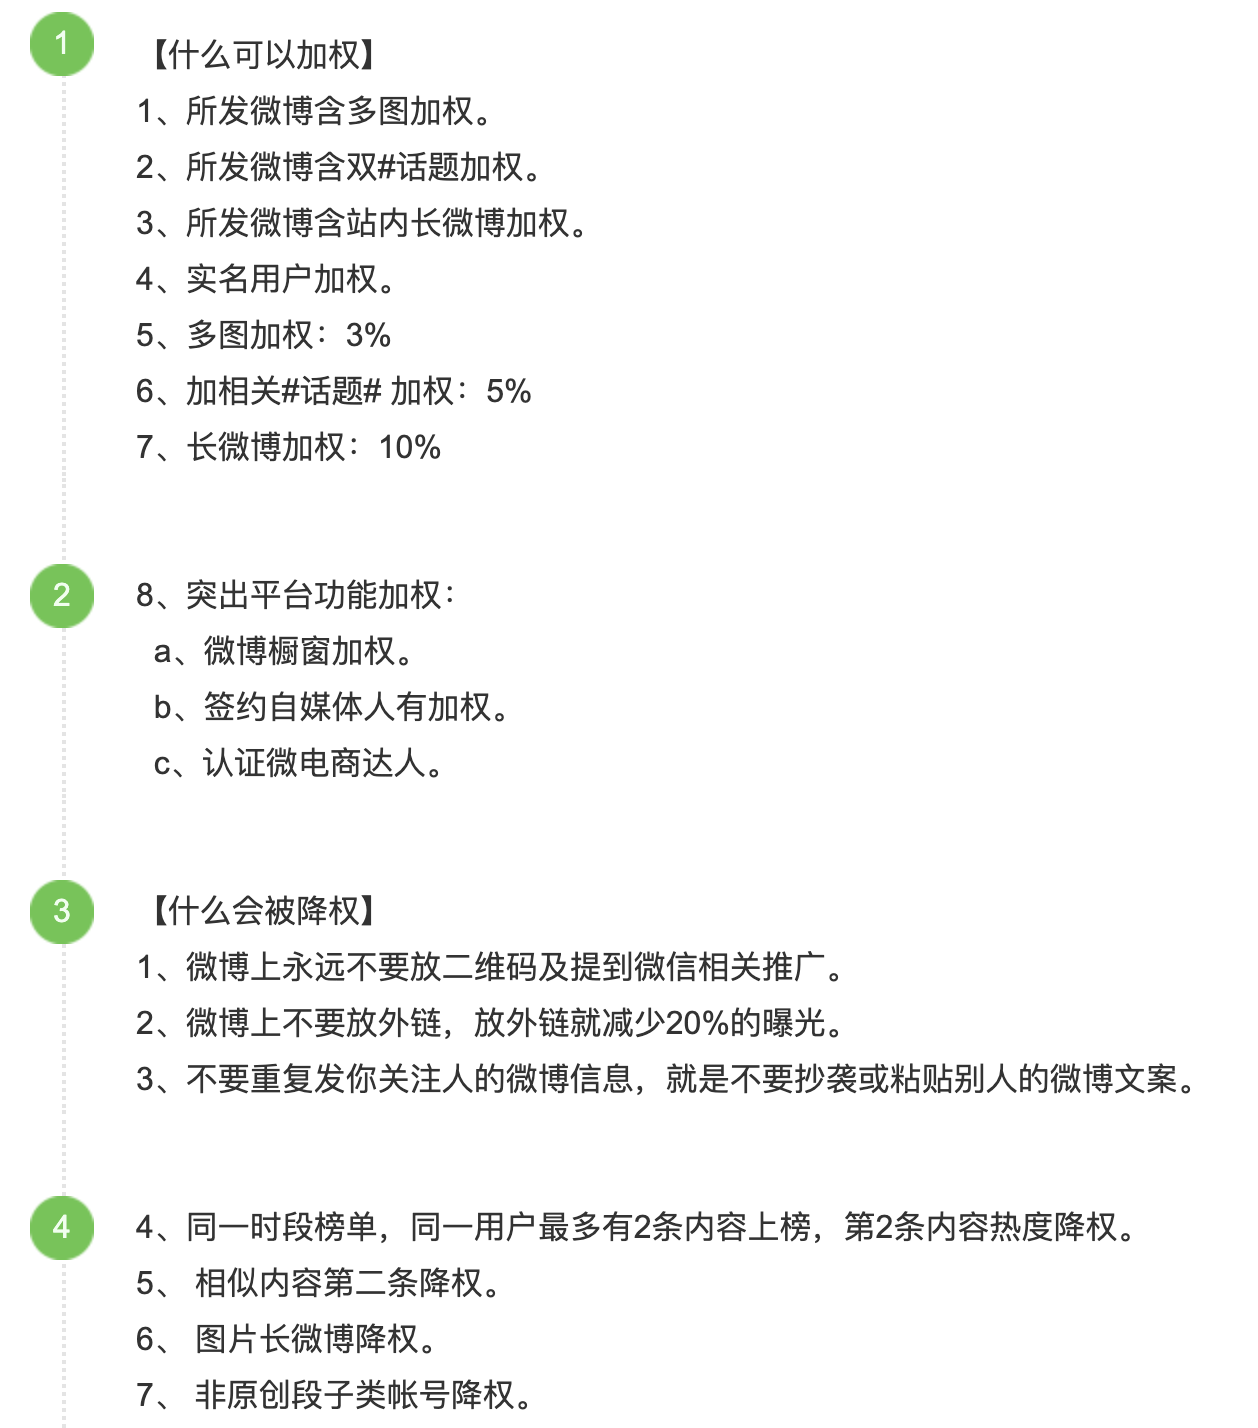 1
【什么可以加权】
1、所发微博含多图加权。
2、所发微博含双#话题加权。
3、所发微博含站内长微博加权。
4、实名用户加权。
5、多图加权：3%
6、加相关#话题# 加权：5%
7、长微博加权：10%
2
8、突出平台功能加权：
a、微博橱窗加权。
b、签约自媒体人有加权。
c、认证微电商达人。
3
【什么会被降权】
1、微博上永远不要放二维码及提到微信相关推广。
2、微博上不要放外链，放外链就减少20%的曝光。
3、不要重复发你关注人的微博信息，就是不要抄袭或粘贴别人的微博文案。
4
4、同一时段榜单，同一用户最多有2条内容上榜，第2条内容热度降权。
5、 相似内容第二条降权。
6、 图片长微博降权。
7、 非原创段子类帐号降权。